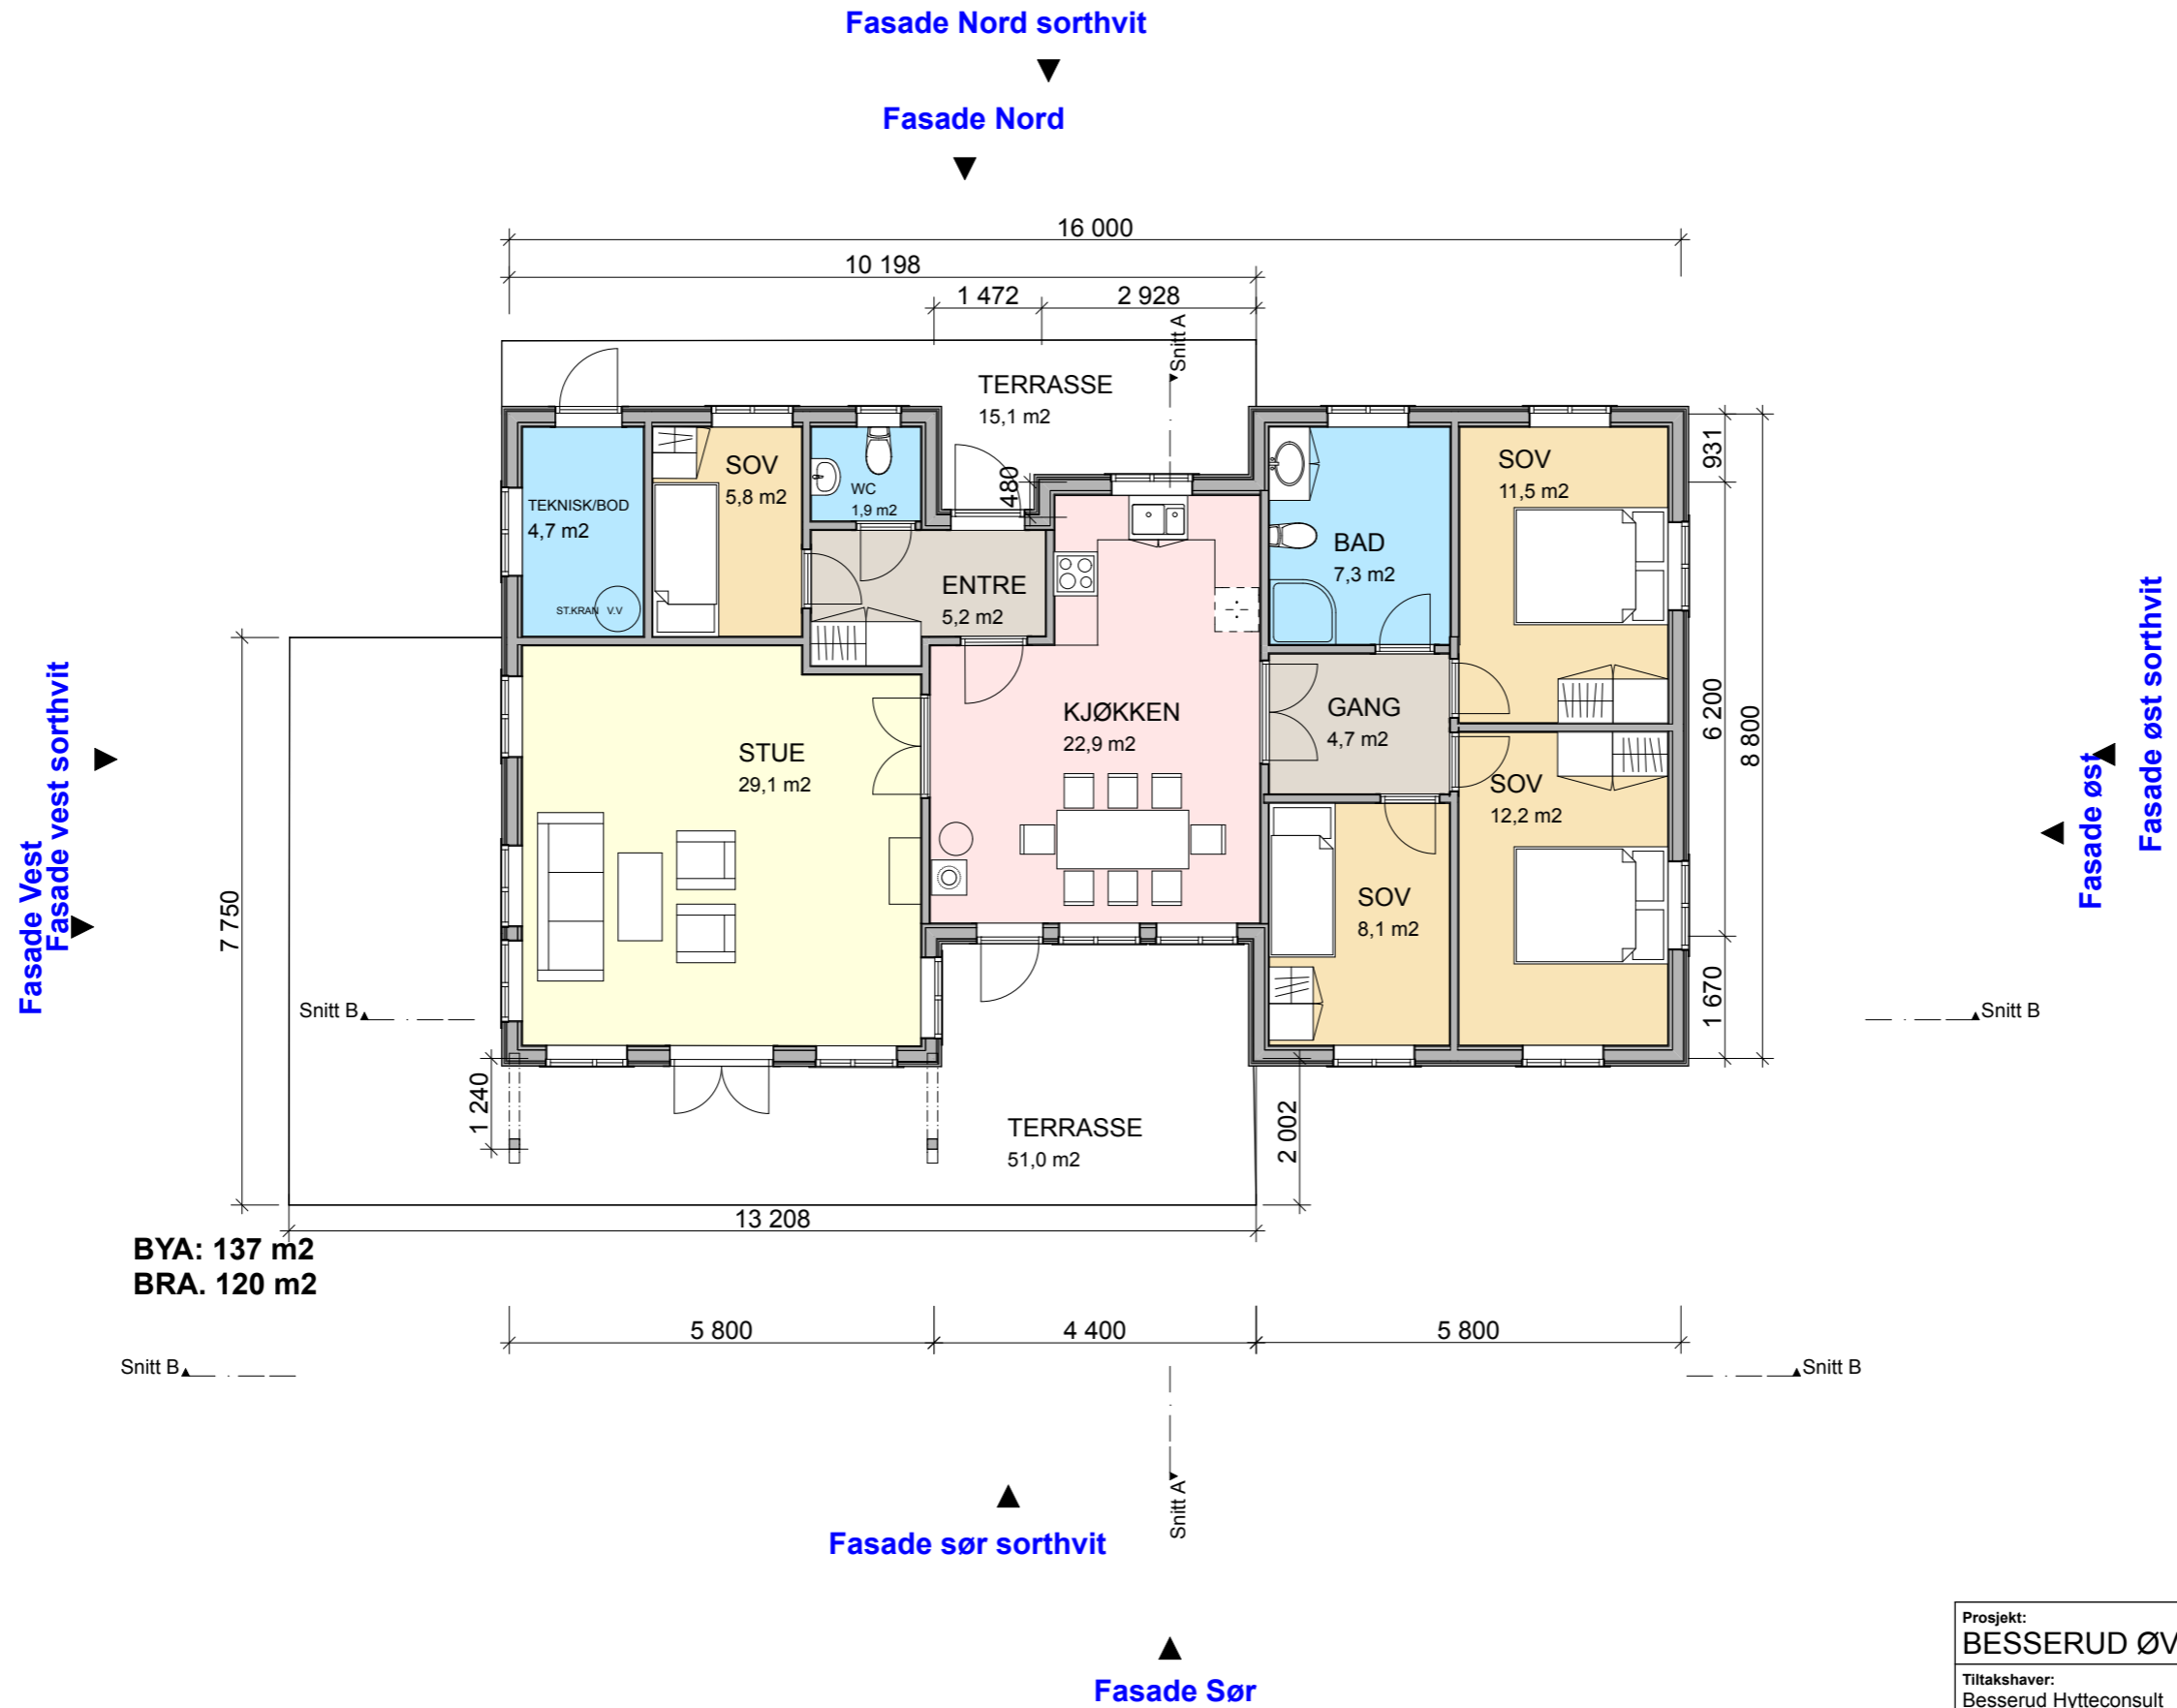 Fasade Nord sorthvit
Fasade Nord
16 000
10 198
1 472
2 928
Snitt A
TERRASSE
15,1 m2
480
TEKNISK/BOD
4,7 m2
ST.KRAN V.V
SOV
5,8 m2
WC
1,9 m2
ENTRE
5,2 m2
BAD
7,3 m2
SOV
11,5 m2
931
6 200
8 800
1 670
KJØKKEN
22,9 m2
GANG
4,7 m2
STUE
29,1 m2
SOV
12,2 m2
SOV
8,1 m2
Fasade Vest
Fasade vest sorthvit
Fasade øst
Fasade øst sorthvit
7 750
Snitt B
Snitt B
1 240
TERRASSE
51,0 m2
2 002
13 208
BYA: 137 m2
BRA. 120 m2
5 800
4 400
5 800
Snitt B
Snitt B
Snitt A
Fasade sør sorthvit
Fasade Sør
Prosjekt:
BESSERUD ØV
Tiltakshaver:
Besserud Hytteconsult